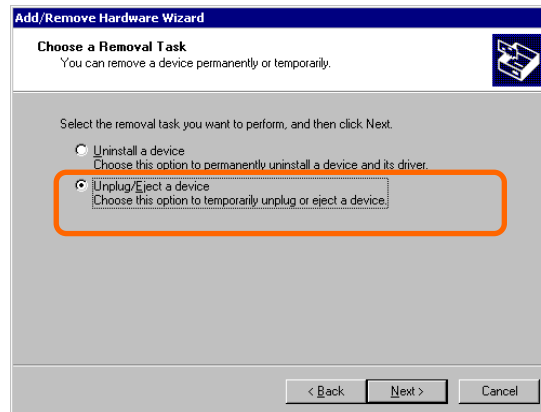 Add/Remove Hardware Wizard
Choose a Removal Task
You can remove a device permanently or temporarily.
Select the removal task you want to perform, and then click Next.
Uninstall a device
Choose this option to permanently uninstall a device and its driver.
Unplug/Eject a device
Choose this option to temporarily unplug or eject a device.
< Back Next > Cancel